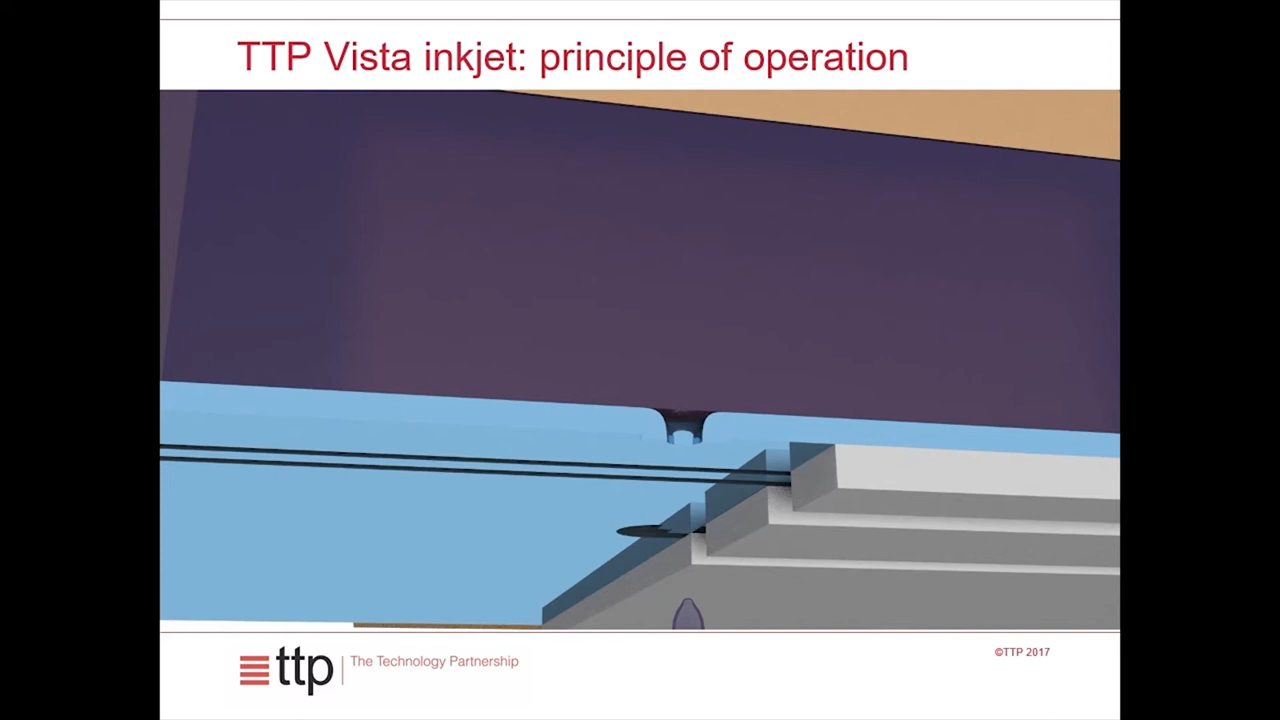 TTP Vista inkjet: principle of operation
ttp
The Technology Partnership
©TTP 2017